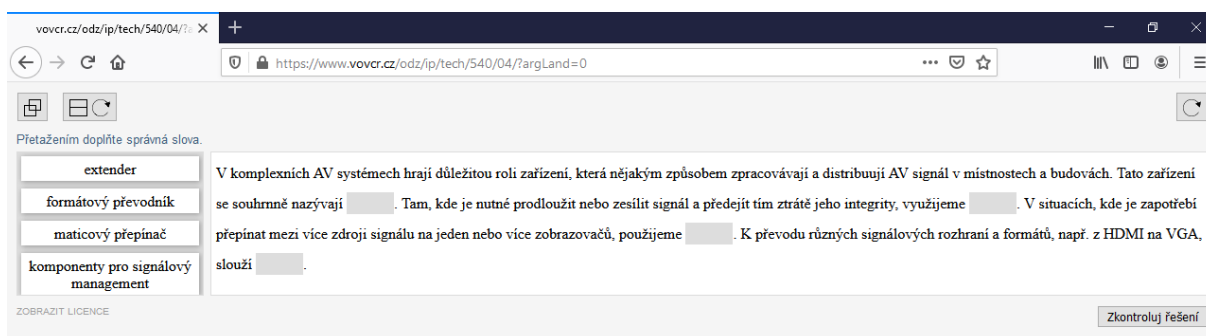 vovcr.cz/odz/ip/tech/540/04/?a
https://www.vovcr.cz/odz/ip/tech/540/04/?argLand=0
Přetažením doplňte správná slova.
extender
formátový převodník
maticový přepínač
komponenty pro signálový
management
V komplexních AV systémech hrají důležitou roli zařízení, která nějakým způsobem zpracovávají a distribuují AV signál v místnostech a budovách. Tato zařízení
se souhrnně nazývají . Tam, kde je nutné prodloužit nebo zesílit signál a předejít tím ztrátě jeho integrity, využijeme . V situacích, kde je zapotřebí
přepínat mezi více zdroji signálu na jeden nebo více zobrazovačů, použijeme . K převodu různých signálových rozhraní a formátů, např. z HDMI na VGA,
slouží .
ZOBRAZIT LICENCE
Zkontroluj řešení